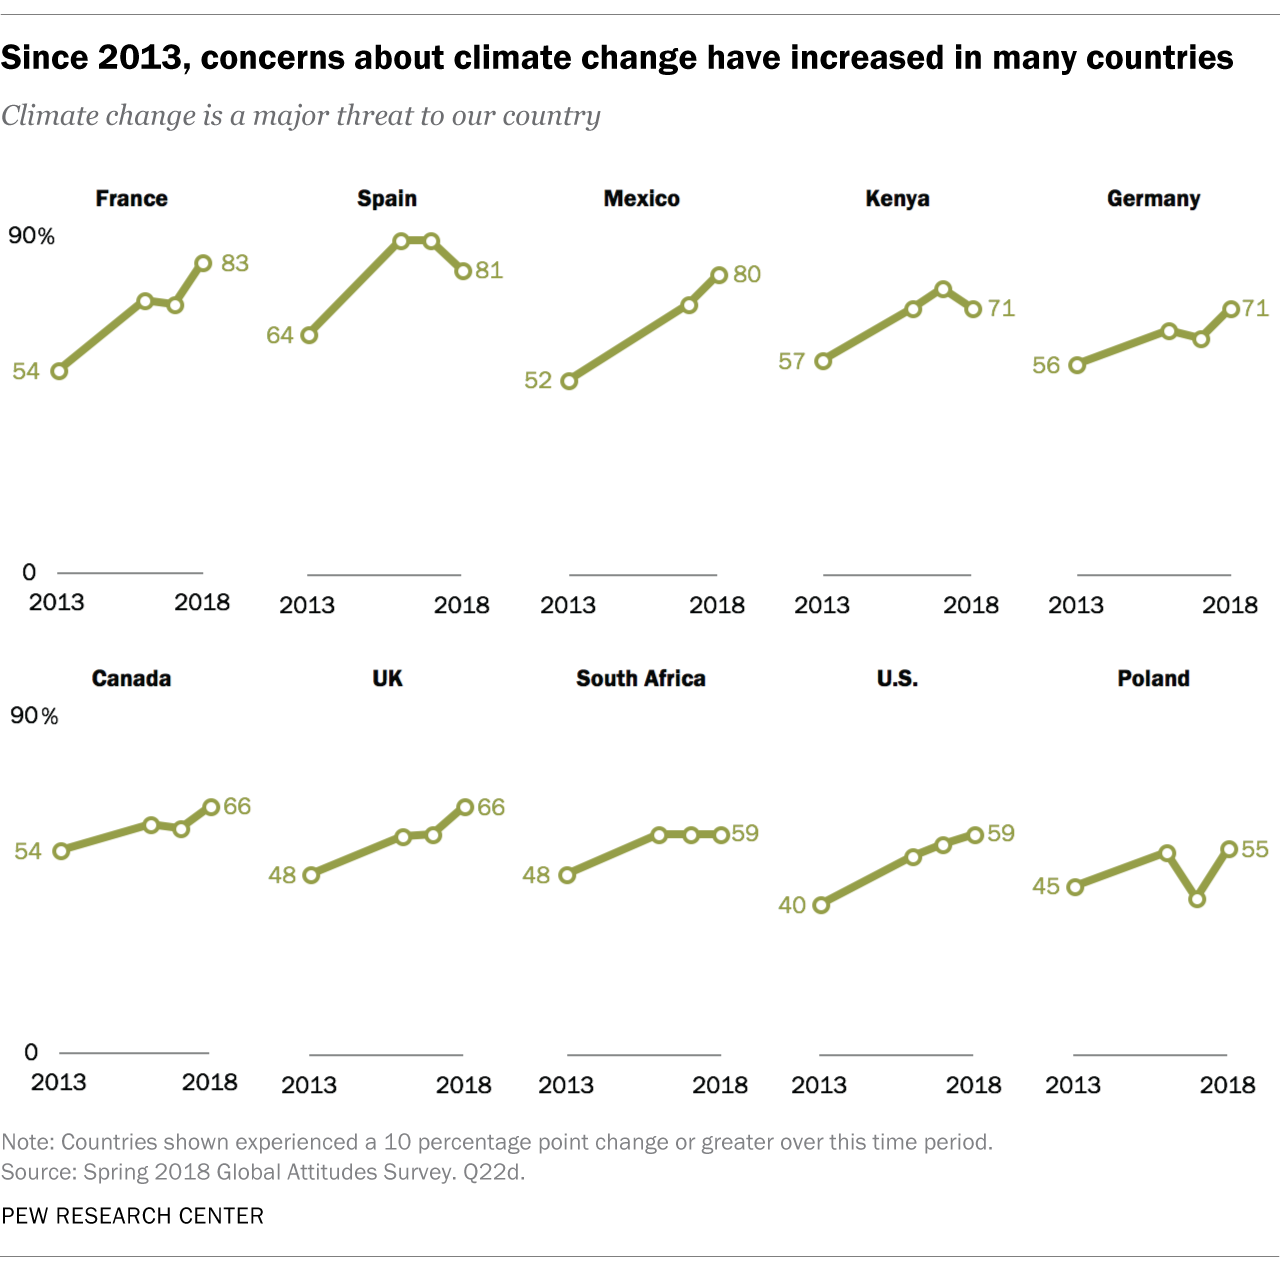 Since 2013, concerns about climate change have increased in many countries
Climate change is a major threat to our country
France
Spain
Mexico
Kenya
Germany
90%
83
54
0
2013
2018
81
64
2013
2018
80
52
2013
2018
71
57
2013
2018
71
56
2013
2018
Canada
UK
South Africa
U.S.
Poland
90%
66
54
0
2013
2018
66
48
2013
2018
59
48
2013
2018
59
40
2013
2018
55
45
2013
2018
Note: Countries shown experienced a 10 percentage point change or greater over this time period.
Source: Spring 2018 Global Attitudes Survey. Q22d.
PEW RESEARCH CENTER